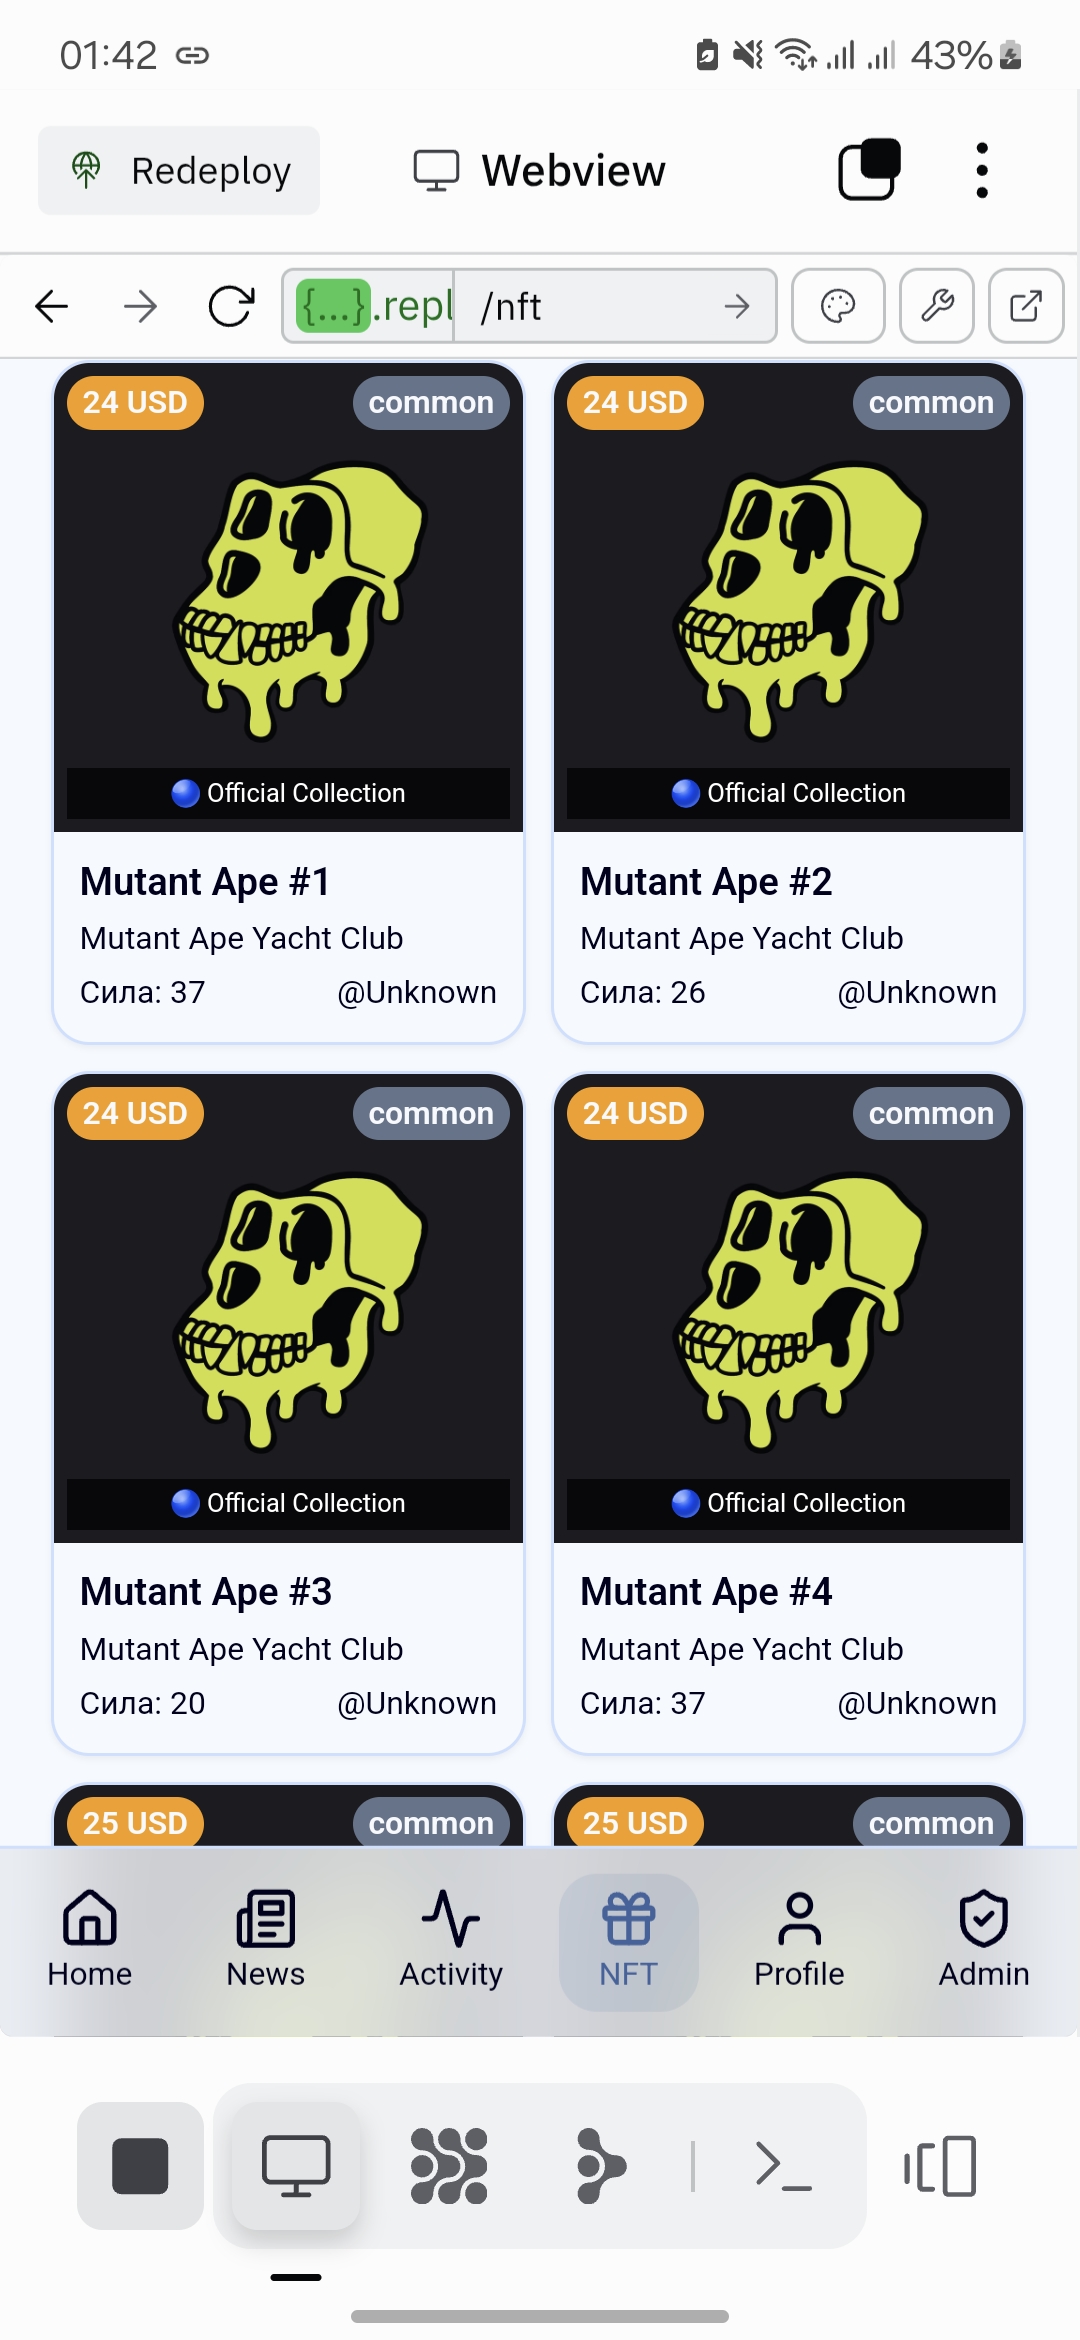 01:42 43%
Redeploy Webview
{...}.repl /nft
24 USD common 24 USD common
Official Collection Official Collection
Mutant Ape #1 Mutant Ape #2
Mutant Ape Yacht Club Mutant Ape Yacht Club
Сила: 37 @Unknown Сила: 26 @Unknown
24 USD common 24 USD common
Official Collection Official Collection
Mutant Ape #3 Mutant Ape #4
Mutant Ape Yacht Club Mutant Ape Yacht Club
Сила: 20 @Unknown Сила: 37 @Unknown
25 USD common 25 USD common
Home News Activity NFT Profile Admin